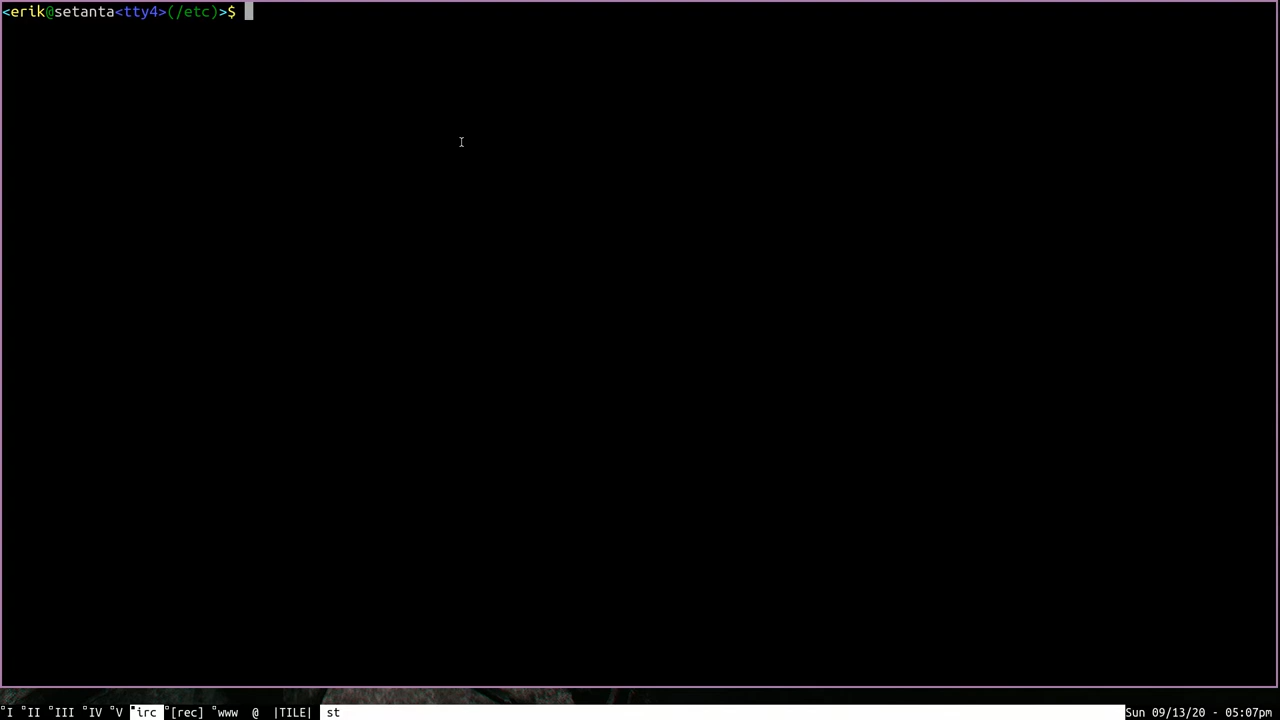 <erik@setanta<tty4>(/etc)>$
I II III IV V irc [rec] www @ |TILE| st Sun 09/13/20 - 05:07pm